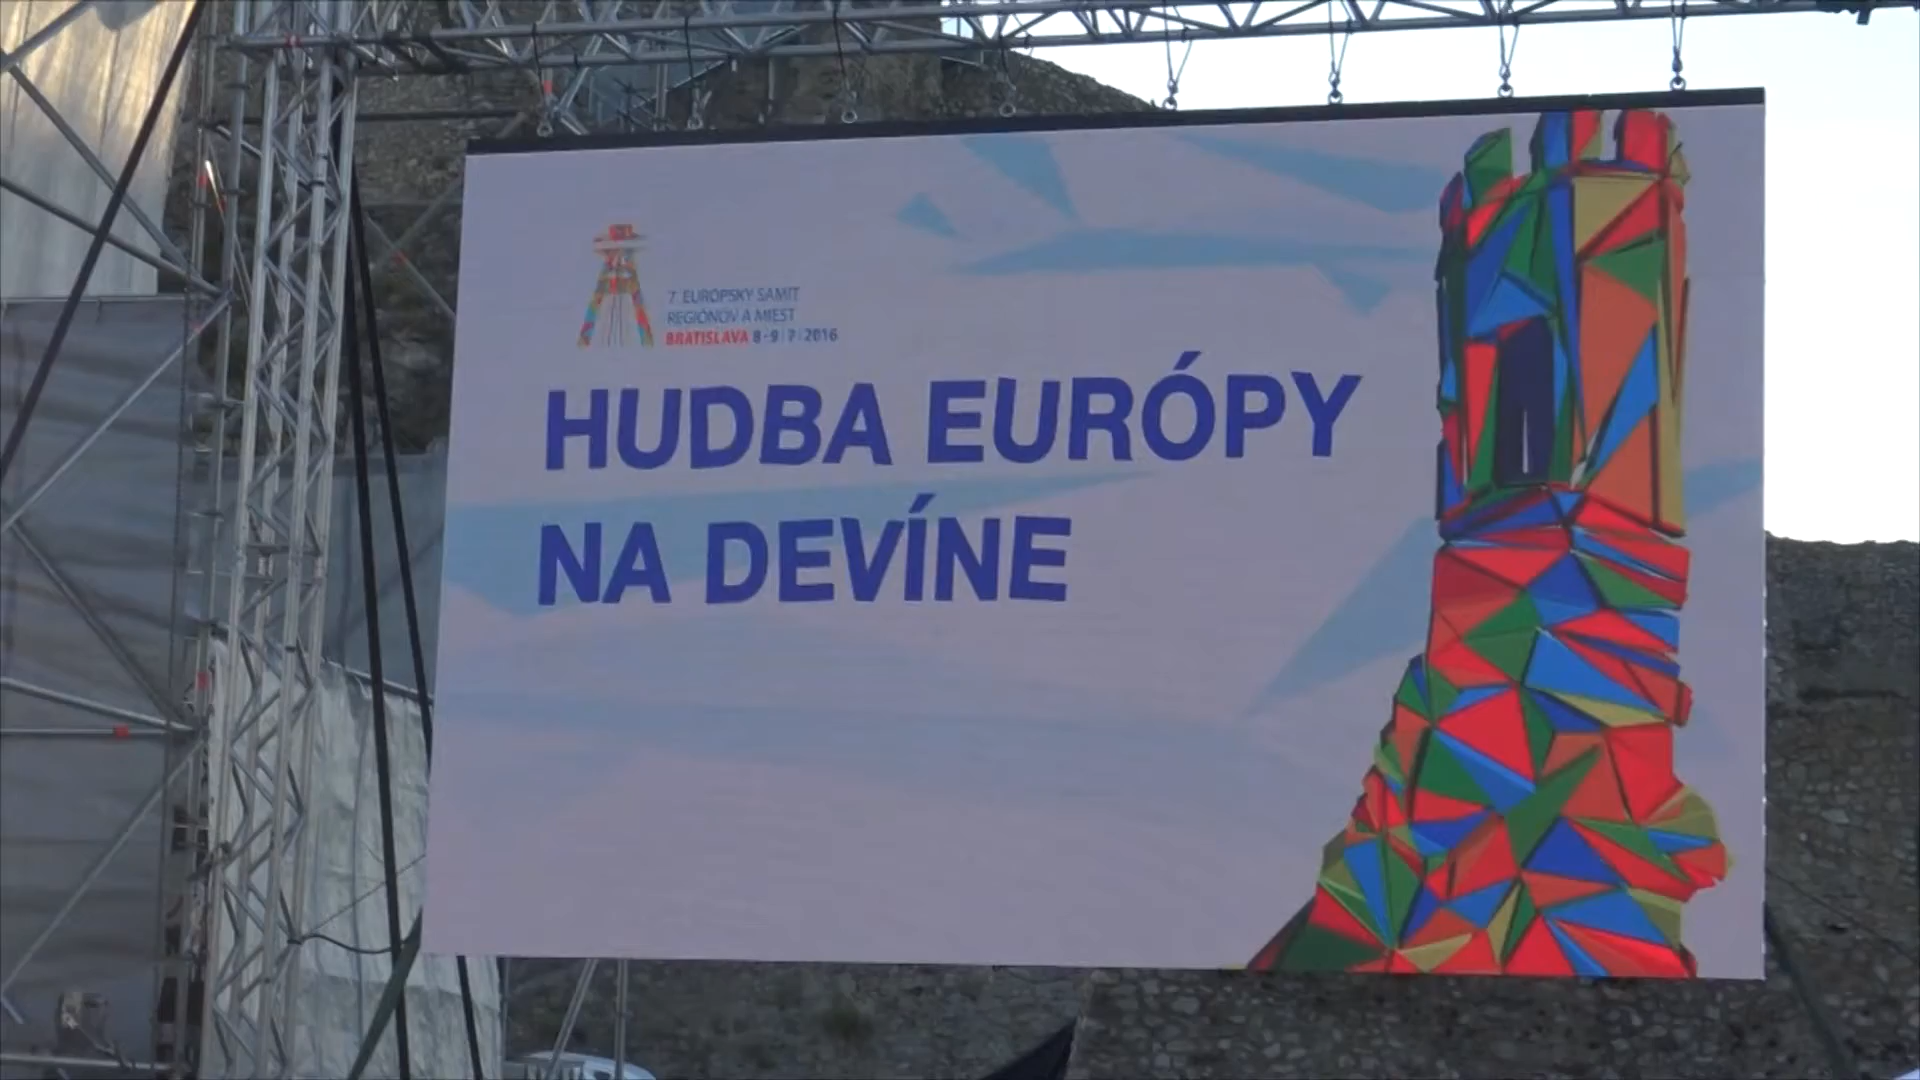 7. EURÓPSKY SAMIT
REGIÓNOV A MIEST
BRATISLAVA 8 - 9 | 7 | 2016
HUDBA EURÓPY
NA DEVÍNE